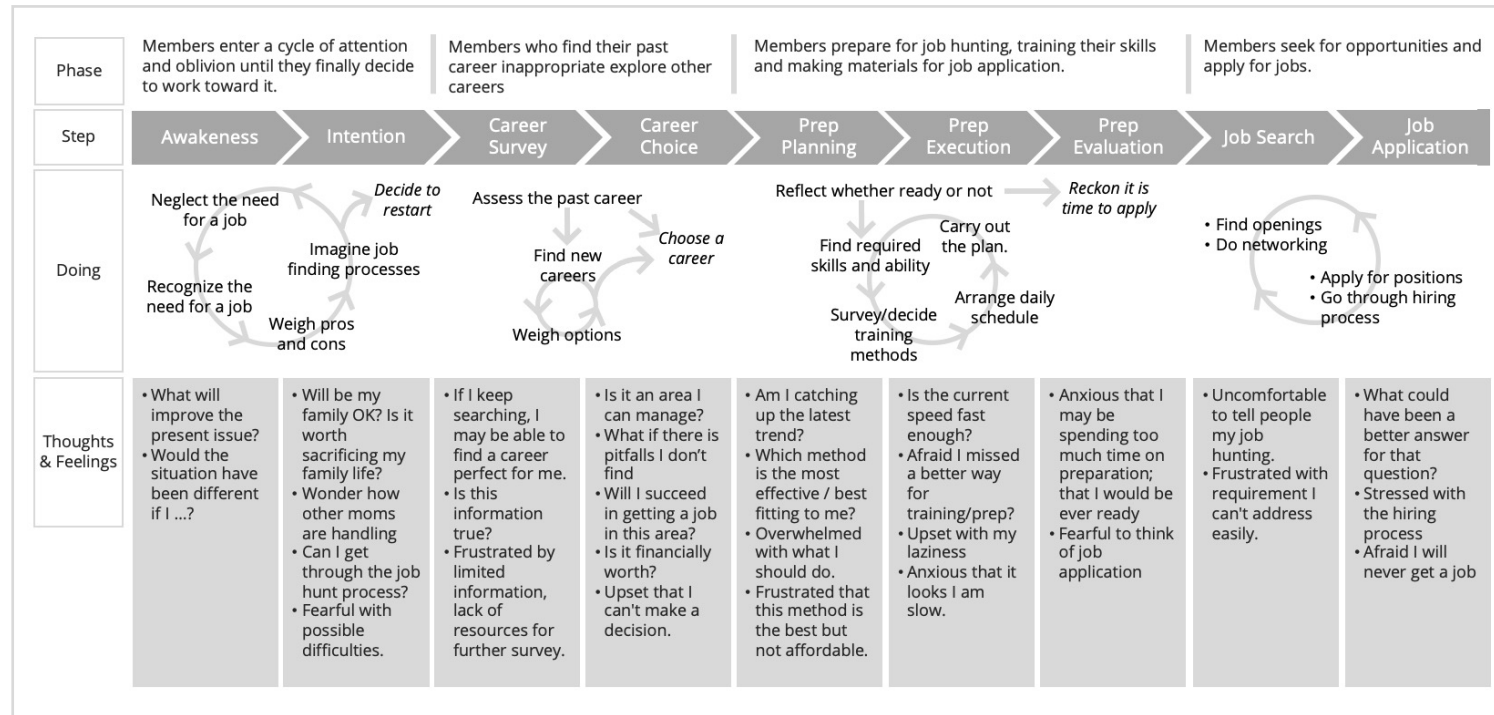 Phase
Members enter a cycle of attention
and oblivion until they finally decide
to work toward it.
Members who find their past
career inappropriate explore other
careers
Members prepare for job hunting, training their skills
and making materials for job application.
Members seek for opportunities and
apply for jobs.
Step
Awakeness
Intention
Career
Survey
Career
Choice
Prep
Planning
Prep
Execution
Prep
Evaluation
Job Search
Job
Application
Doing
Neglect the need
for a job
Decide to
restart
Imagine job
finding processes
Recognize the
need for a job
Weigh pros
and cons
Assess the past career
Find new
careers
Choose a
career
Weigh options
Reflect whether ready or not
Reckon it is
time to apply
Find required
skills and ability
Carry out
the plan.
Survey/decide
training
methods
Arrange daily
schedule
• Find openings
• Do networking
• Apply for positions
• Go through hiring
process
Thoughts
& Feelings
• What will
improve the
present issue?
• Would the
situation have
been different
if I ...?
• Will be my
family OK? Is it
worth
sacrificing my
family life?
• Wonder how
other moms
are handling
• Can I get
through the job
hunt process?
• Fearful with
possible
difficulties.
• If I keep
searching, I
may be able to
find a career
perfect for me.
• Is this
information
true?
• Frustrated by
limited
information,
lack of
resources for
further survey.
• Is it an area I
can manage?
• What if there is
pitfalls I don't
find
• Will I succeed
in getting a job
in this area?
• Is it financially
worth?
• Upset that I
can't make a
decision.
• Am I catching
up the latest
trend?
• Which method
is the most
effective / best
fitting to me?
• Overwhelmed
with what I
should do.
• Frustrated that
this method is
the best but
not affordable.
• Is the current
speed fast
enough?
• Afraid I missed
a better way
for
training/prep?
• Upset with my
laziness
• Anxious that it
looks I am
slow.
• Anxious that I
may be
spending too
much time on
preparation;
that I would be
ever ready
• Fearful to think
of job
application
• Uncomfortable
to tell people
my job
hunting.
• Frustrated with
requirement I
can't address
easily.
• What could
have been a
better answer
for that
question?
• Stressed with
the hiring
process
• Afraid I will
never get a job